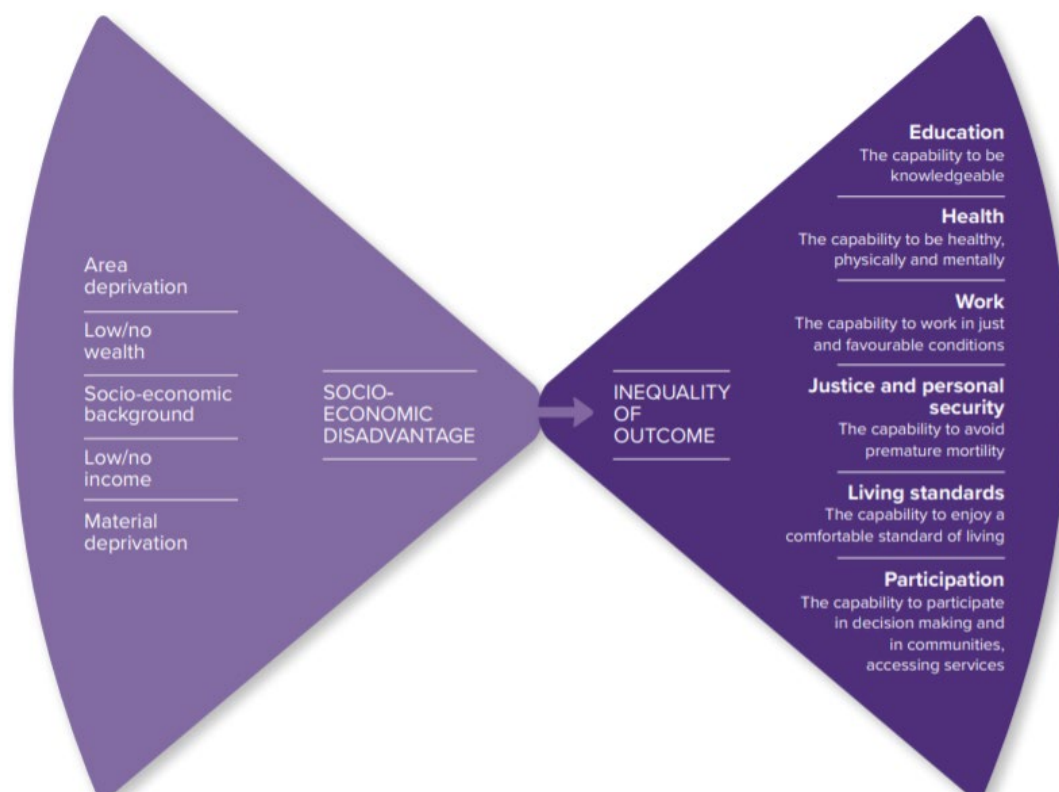 Area
deprivation
Low/no
wealth
Socio-economic
background
Low/no
income
Material
deprivation
SOCIO-
ECONOMIC
DISADVANTAGE
INEQUALITY
OF
OUTCOME
Education
The capability to be
knowledgeable
Health
The capability to be healthy,
physically and mentally
Work
The capability to work in just
and favourable conditions
Justice and personal
security
The capability to avoid
premature mortility
Living standards
The capability to enjoy a
comfortable standard of living
Participation
The capability to participate
in decision making and
in communities,
accessing services